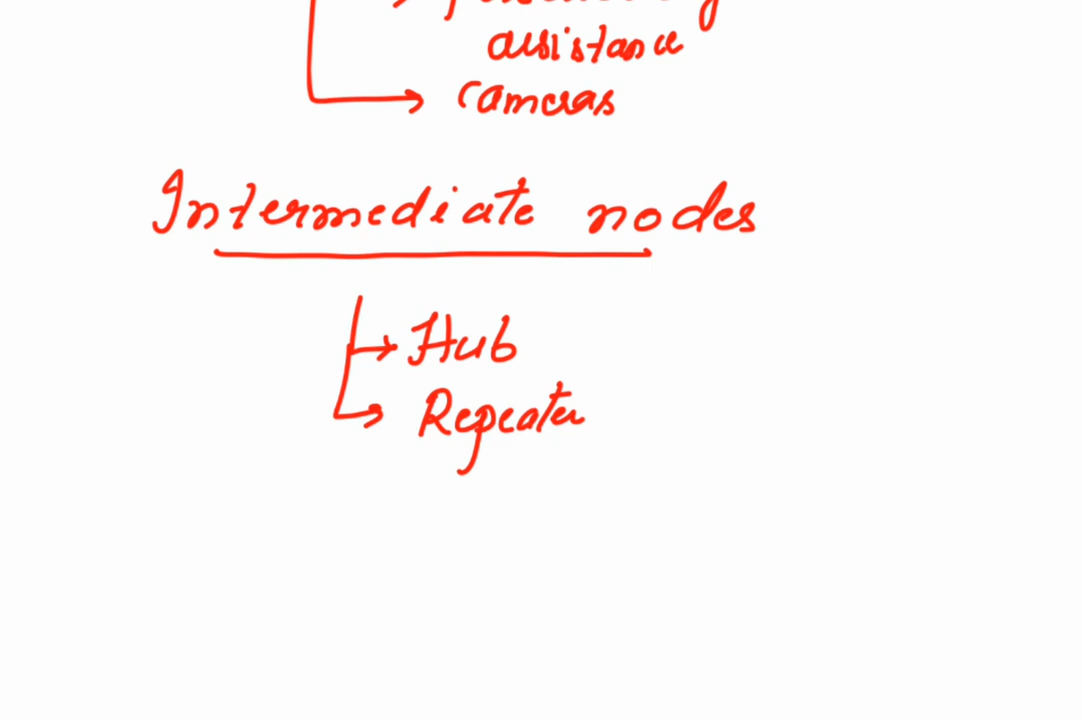 assistance
cameras
Intermediate nodes
Hub
Repeater